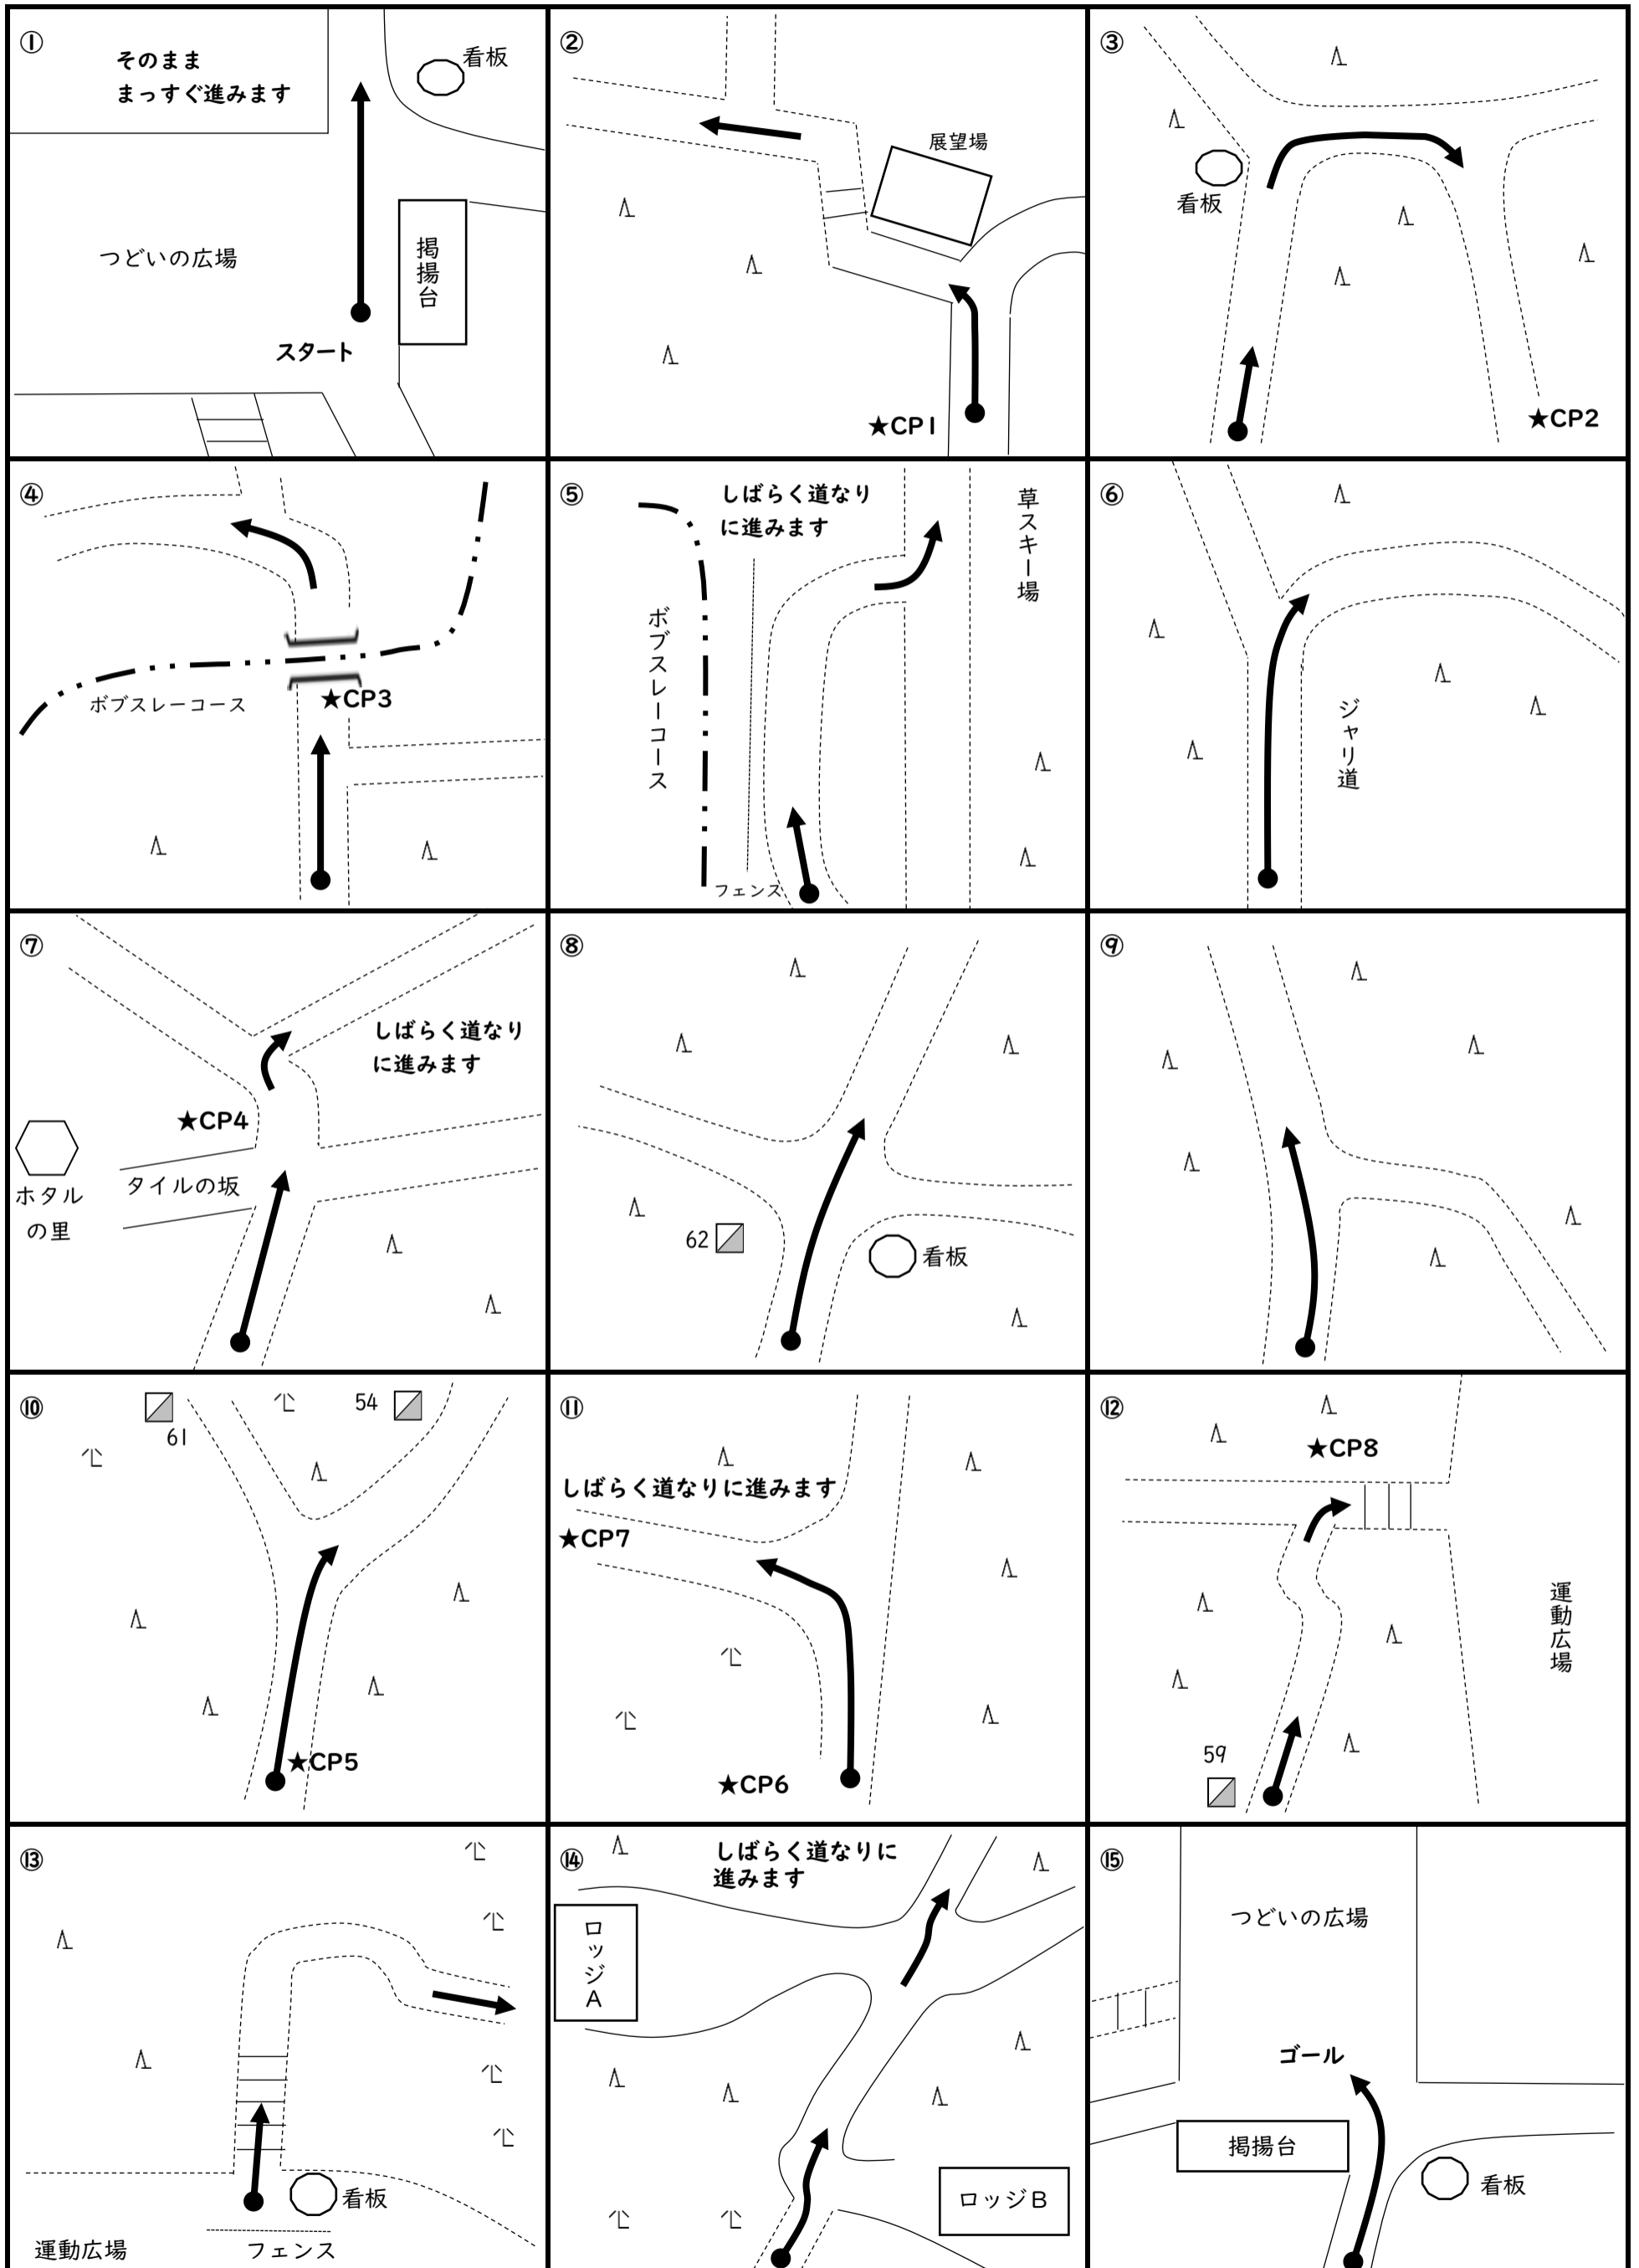 ①
そのまま
まっすぐ進みます
看板
つどいの広場
掲揚台
スタート
②
展望場
★CP1
③
看板
★CP2
④
★CP3
ボブスレーコース
⑤
しばらく道なり
に進みます
草スキー場
ボブスレーコース
フェンス
⑥
ジャリ道
⑦
しばらく道なり
に進みます
★CP4
タイルの坂
ホタル
の里
⑧
62
看板
⑨
⑩
61
54
★CP5
⑪
しばらく道なりに進みます
★CP7
★CP6
⑫
★CP8
運動広場
59
⑬
看板
運動広場
フェンス
⑭
しばらく道なりに
進みます
ロッジA
ロッジB
⑮
つどいの広場
ゴール
掲揚台
看板